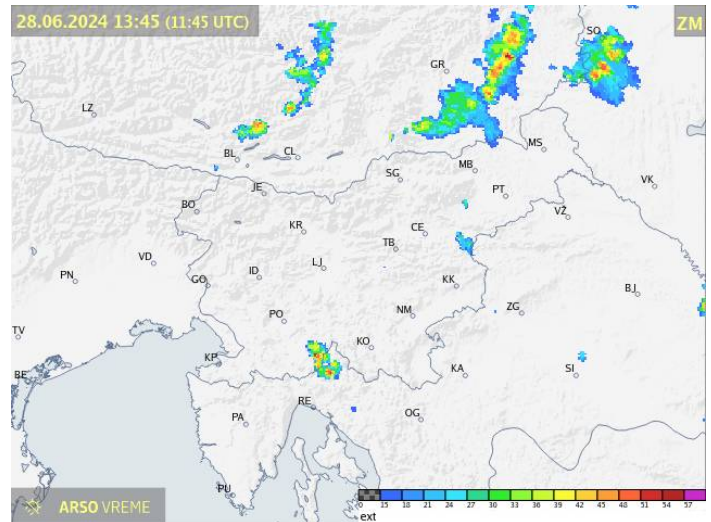 28.06.2024 13:45 (11:45 UTC)
ZM
SO
GR
LZ
MS
BL
CL
MB
SG
VK
JE
PT
BO
VŽ
KR
CE
TB
VD
LJ
ID
PN
GO
KK
BJ
NM
ZG
PO
TV
KO
KP
BE
KA
SI
RE
PA
OG
PU
ARSO VREME
0 15 18 21 24 27 30 33 36 39 42 45 48 51 54 57
ext